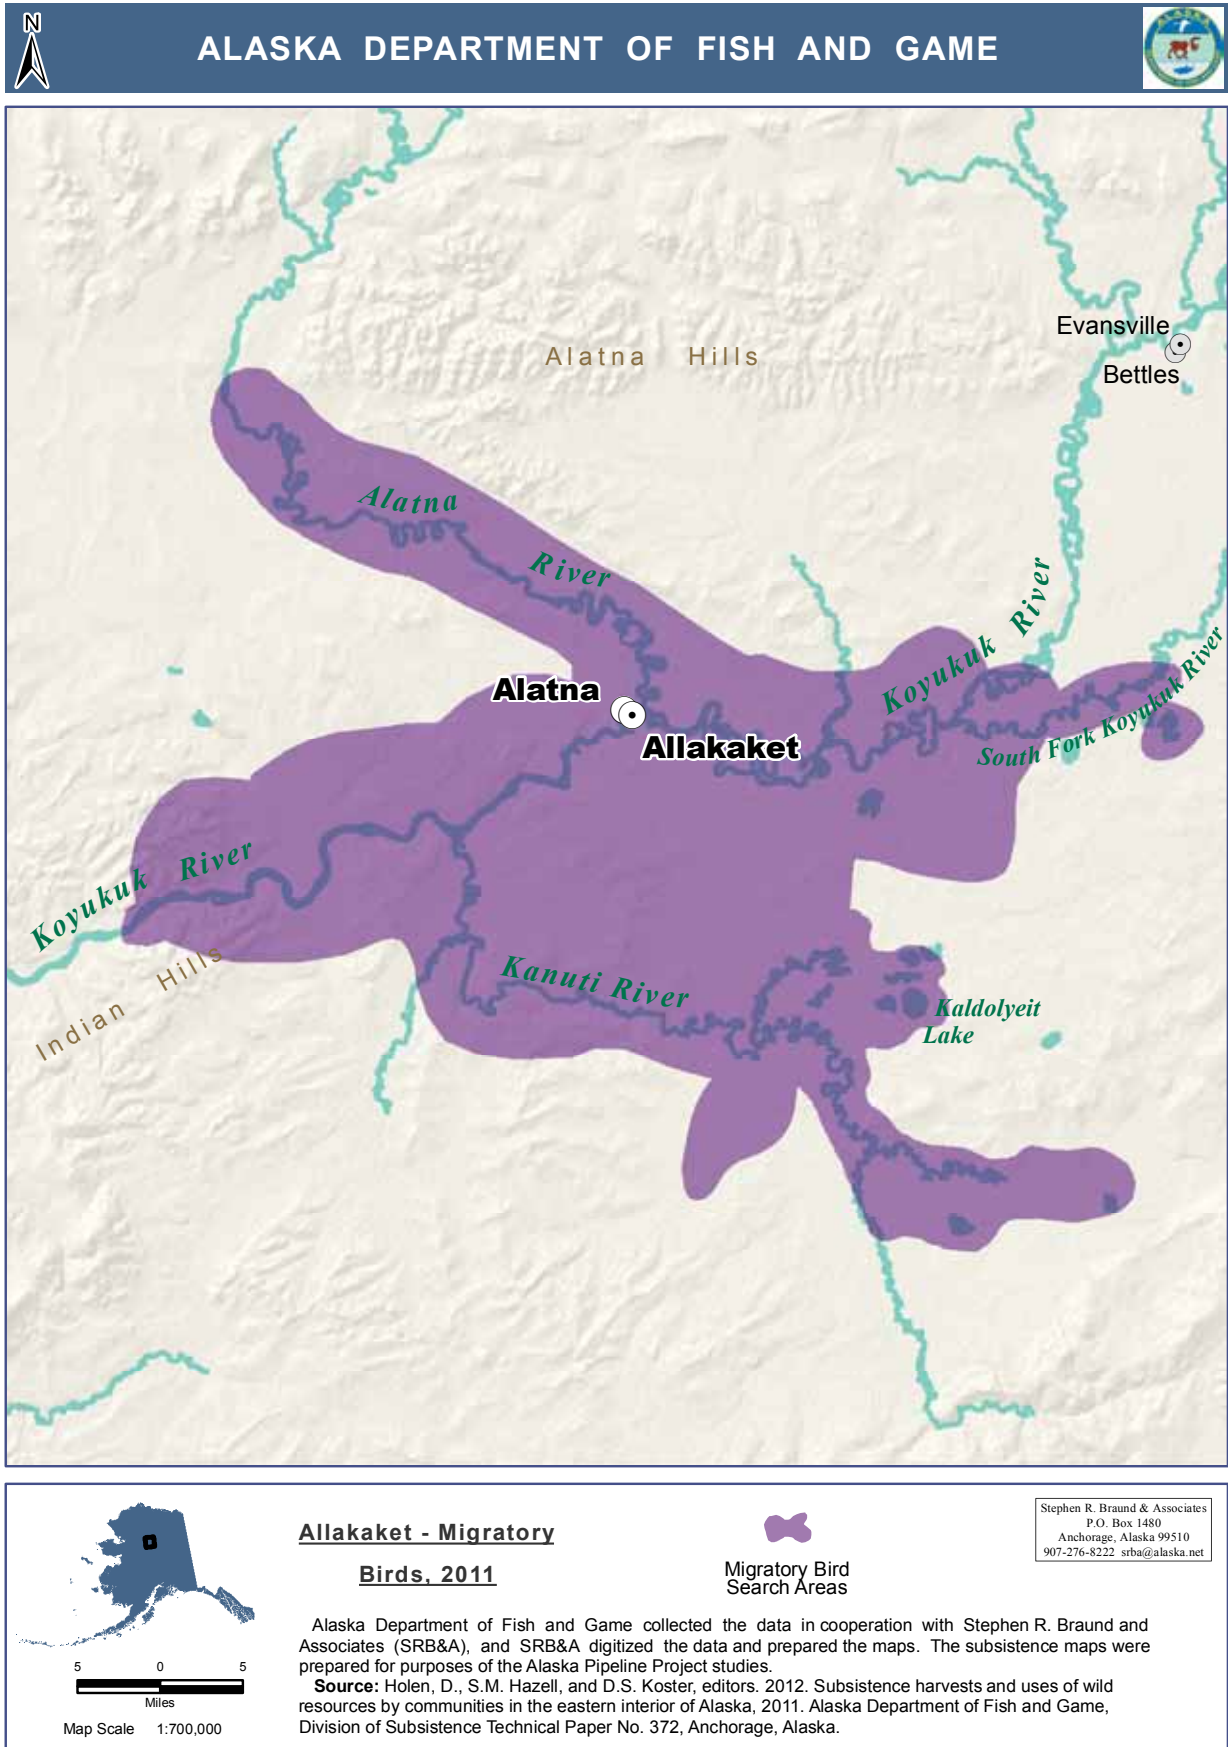 N
ALASKA DEPARTMENT OF FISH AND GAME
Evansville
Bettles
Alatna Hills
Alatna
River
Koyukuk River
South Fork Koyukuk River
Alatna
Allakaket
Koyukuk River
Indian Hills
Kanuti River
Kaldolyeit
Lake
5 0 5
Miles
Map Scale 1:700,000
Allakaket - Migratory
Birds, 2011
Migratory Bird
Search Areas
Stephen R. Braund & Associates
P.O. Box 1480
Anchorage, Alaska 99510
907-276-8222 srba@alaska.net
Alaska Department of Fish and Game collected the data in cooperation with Stephen R. Braund and
Associates (SRB&A), and SRB&A digitized the data and prepared the maps. The subsistence maps were
prepared for purposes of the Alaska Pipeline Project studies.
Source: Holen, D., S.M. Hazell, and D.S. Koster, editors. 2012. Subsistence harvests and uses of wild
resources by communities in the eastern interior of Alaska, 2011. Alaska Department of Fish and Game,
Division of Subsistence Technical Paper No. 372, Anchorage, Alaska.